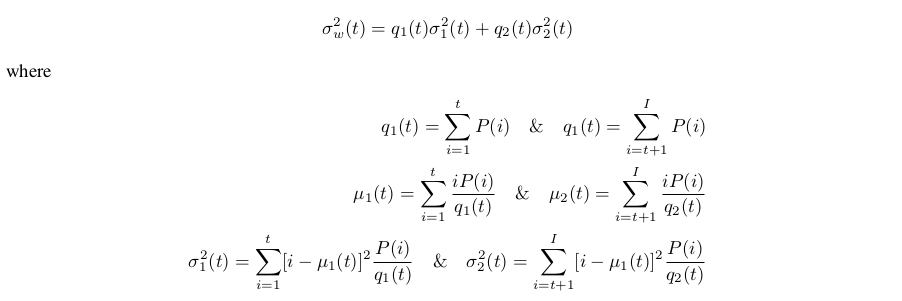 σ_w^2(t) = q_1(t)σ_1^2(t) + q_2(t)σ_2^2(t)
where
q_1(t) = \sum_{i=1}^{t} P(i) & q_1(t) = \sum_{i=t+1}^{I} P(i)
μ_1(t) = \sum_{i=1}^{t} \frac{iP(i)}{q_1(t)} & μ_2(t) = \sum_{i=t+1}^{I} \frac{iP(i)}{q_2(t)}
σ_1^2(t) = \sum_{i=1}^{t} [i − μ_1(t)]^2 \frac{P(i)}{q_1(t)} & σ_2^2(t) = \sum_{i=t+1}^{I} [i − μ_1(t)]^2 \frac{P(i)}{q_2(t)}